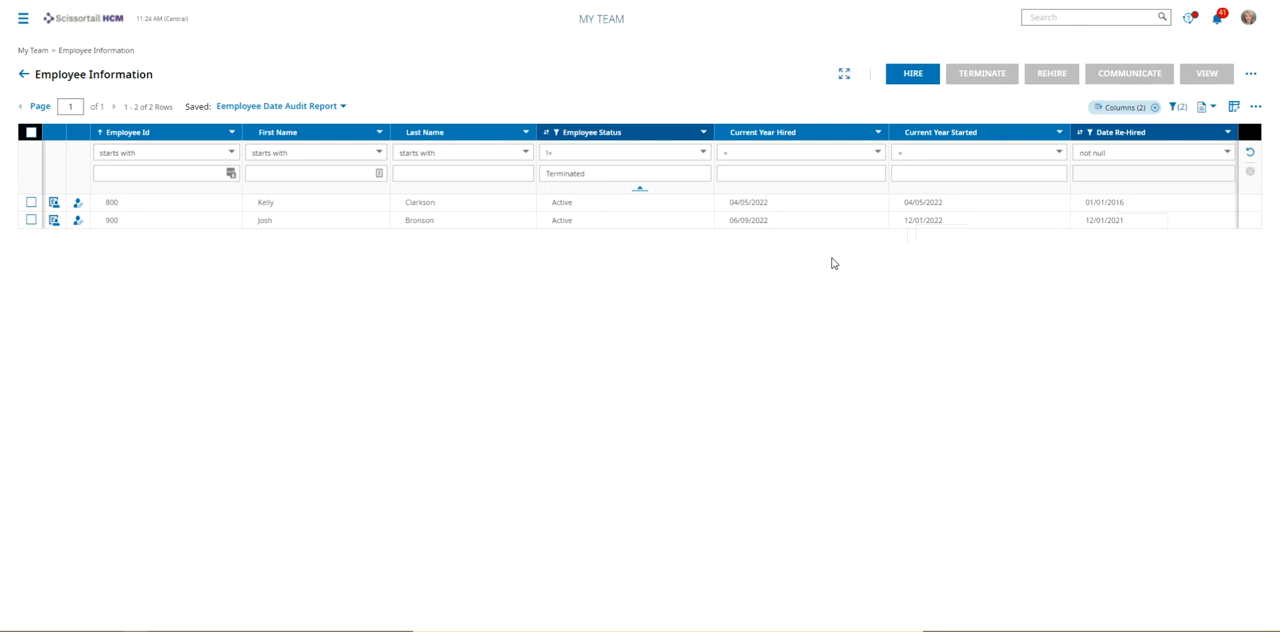 Scissortail HCM 11:24 AM (Central) MY TEAM Search 41
My Team > Employee Information
Employee Information HIRE TERMINATE REHIRE COMMUNICATE VIEW
Page 1 of 1 1 - 2 of 2 Rows Saved: Eemployee Date Audit Report Columns (2) (2)
Employee Id First Name Last Name Employee Status Current Year Hired Current Year Started Date Re-Hired
starts with starts with starts with != = = not null
Terminated
800 Kelly Clarkson Active 04/05/2022 04/05/2022 01/01/2016
900 Josh Bronson Active 06/09/2022 12/01/2022 12/01/2021